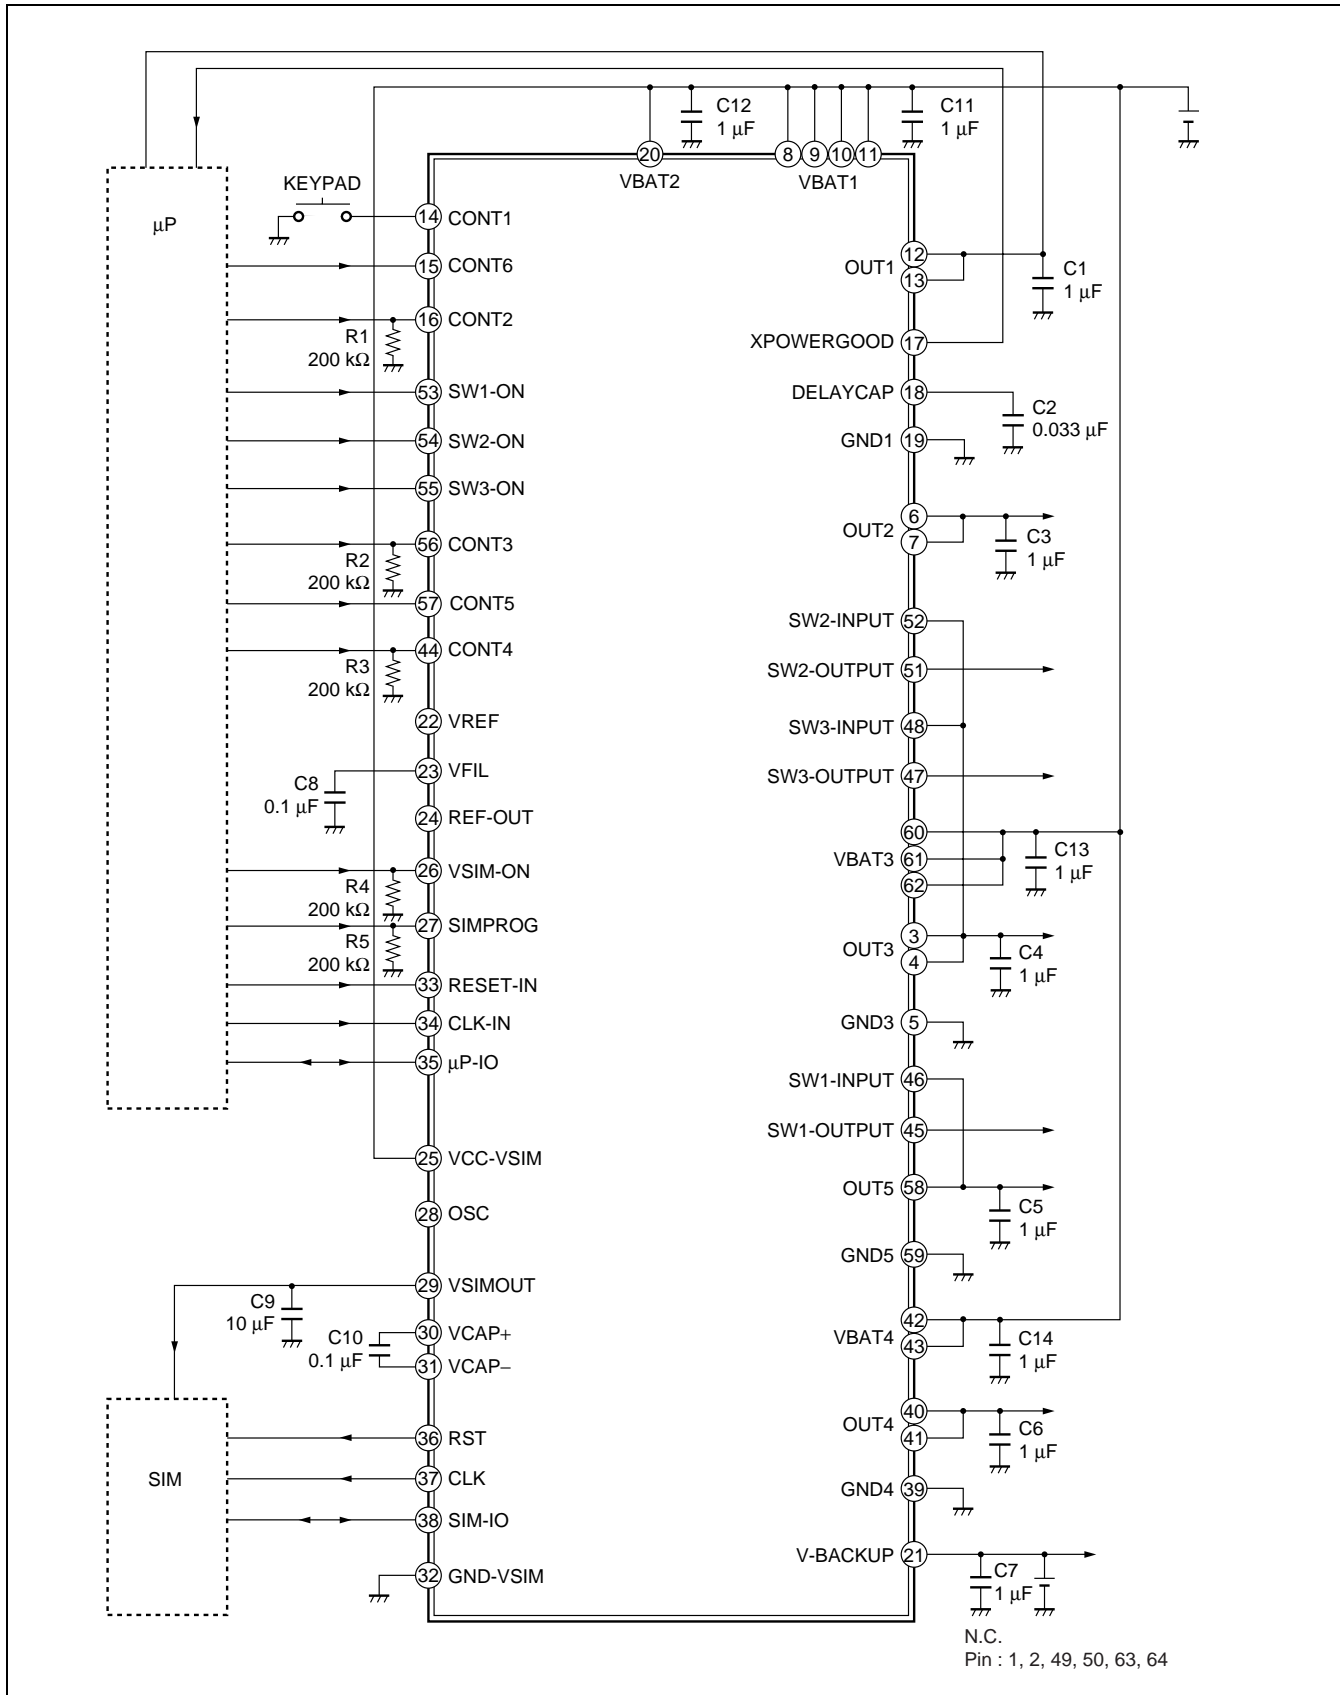 C12
1 µF
C11
1 µF
20
8
9
10
11
VBAT2
VBAT1
µP
KEYPAD
14 CONT1
15 CONT6
16 CONT2
R1
200 kΩ
53 SW1-ON
54 SW2-ON
55 SW3-ON
56 CONT3
R2
200 kΩ
57 CONT5
44 CONT4
R3
200 kΩ
22 VREF
23 VFIL
C8
0.1 µF
24 REF-OUT
26 VSIM-ON
R4
200 kΩ
27 SIMPROG
R5
200 kΩ
33 RESET-IN
34 CLK-IN
35 µP-IO
25 VCC-VSIM
28 OSC
29 VSIMOUT
C9
10 µF
30 VCAP+
C10
0.1 µF
31 VCAP−
SIM
36 RST
37 CLK
38 SIM-IO
32 GND-VSIM
OUT1
12
13
C1
1 µF
XPOWERGOOD 17
DELAYCAP 18
C2
0.033 µF
GND1 19
OUT2
6
7
C3
1 µF
SW2-INPUT 52
SW2-OUTPUT 51
SW3-INPUT 48
SW3-OUTPUT 47
60
VBAT3 61
62
C13
1 µF
OUT3
3
4
C4
1 µF
GND3 5
SW1-INPUT 46
SW1-OUTPUT 45
OUT5 58
C5
1 µF
GND5 59
VBAT4
42
43
C14
1 µF
OUT4
40
41
C6
1 µF
GND4 39
V-BACKUP 21
C7
1 µF
N.C.
Pin : 1, 2, 49, 50, 63, 64